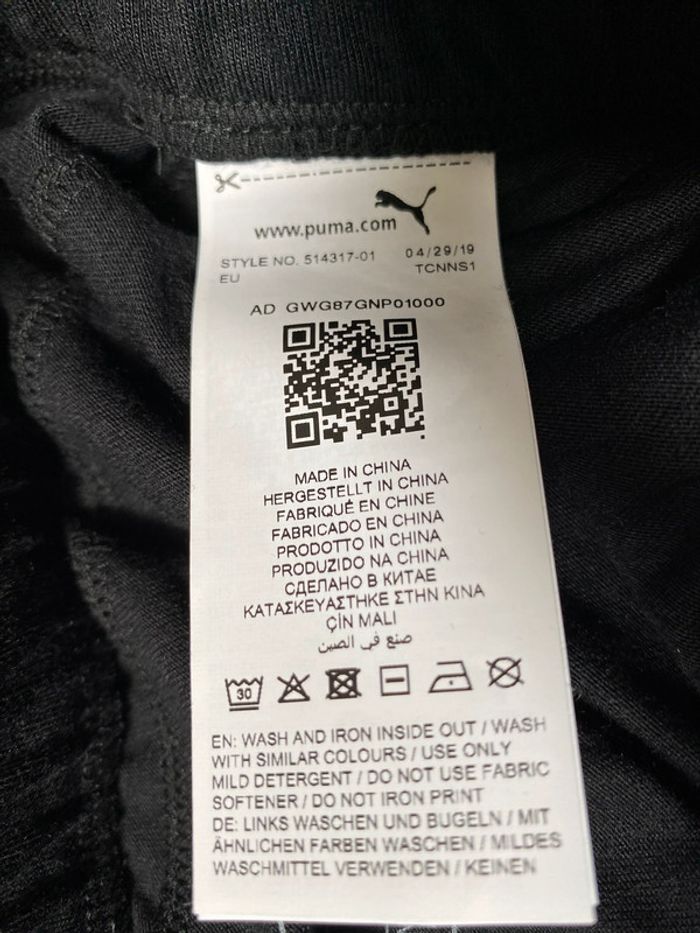 www.puma.com
STYLE NO. 514317-01 04/29/19
EU TCNNS1
AD GWG87GNP01000
MADE IN CHINA
HERGESTELLT IN CHINA
FABRIQUÉ EN CHINE
FABRICADO EN CHINA
PRODOTTO IN CHINA
PRODUZIDO NA CHINA
СДЕЛАНО В КИТАЕ
ΚΑΤΑΣΚΕΥΑΣΤΗΚΕ ΣΤΗΝ ΚΙΝΑ
ÇİN MALI
صنع في الصين
30
EN: WASH AND IRON INSIDE OUT / WASH
WITH SIMILAR COLOURS / USE ONLY
MILD DETERGENT / DO NOT USE FABRIC
SOFTENER / DO NOT IRON PRINT
DE: LINKS WASCHEN UND BUGELN / MIT
ÄHNLICHEN FARBEN WASCHEN / MILDES
WASCHMITTEL VERWENDEN / KEINEN